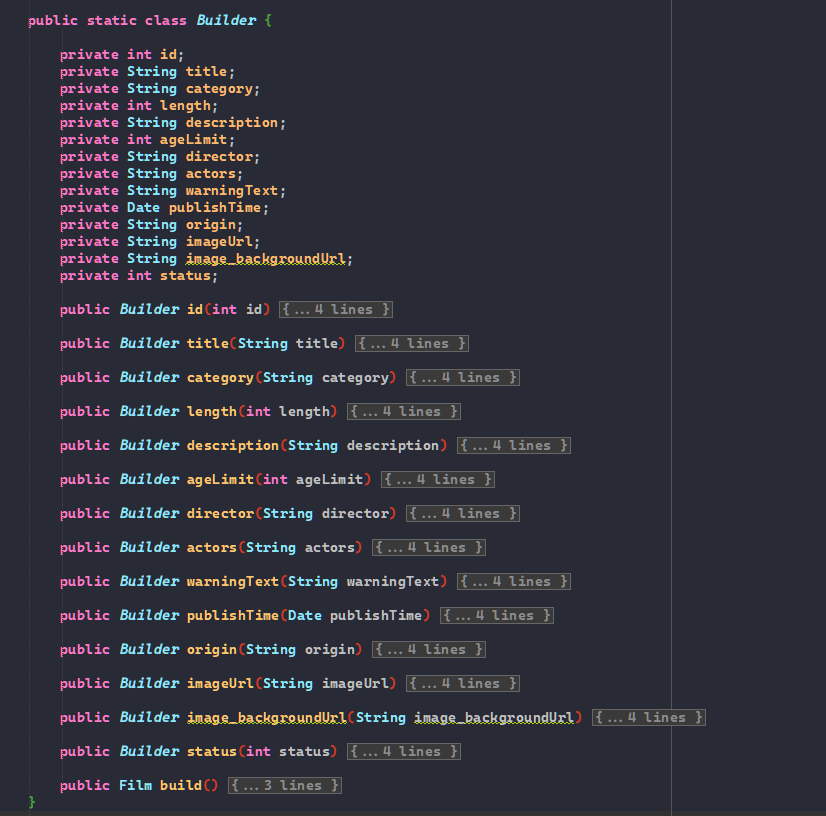 public static class Builder {
private int id;
private String title;
private String category;
private int length;
private String description;
private int ageLimit;
private String director;
private String actors;
private String warningText;
private Date publishTime;
private String origin;
private String imageUrl;
private String image_backgroundUrl;
private int status;
public Builder id(int id) {...4 lines }
public Builder title(String title) {...4 lines }
public Builder category(String category) {...4 lines }
public Builder length(int length) {...4 lines }
public Builder description(String description) {...4 lines }
public Builder ageLimit(int ageLimit) {...4 lines }
public Builder director(String director) {...4 lines }
public Builder actors(String actors) {...4 lines }
public Builder warningText(String warningText) {...4 lines }
public Builder publishTime(Date publishTime) {...4 lines }
public Builder origin(String origin) {...4 lines }
public Builder imageUrl(String imageUrl) {...4 lines }
public Builder image_backgroundUrl(String image_backgroundUrl) {...4 lines }
public Builder status(int status) {...4 lines }
public Film build() {...3 lines }
}